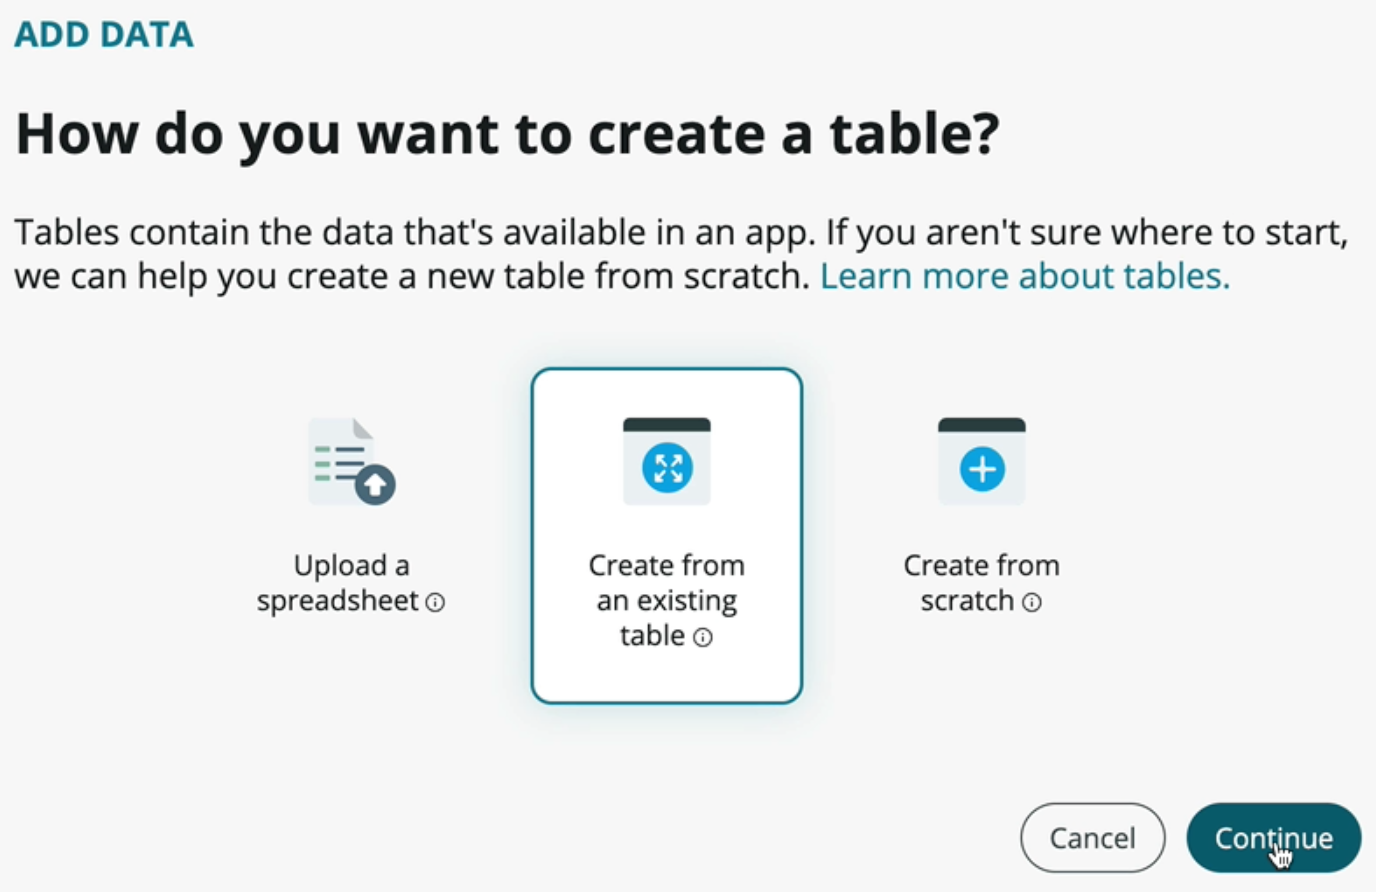 ADD DATA
How do you want to create a table?
Tables contain the data that's available in an app. If you aren't sure where to start,
we can help you create a new table from scratch. Learn more about tables.
Upload a
spreadsheet
Create from
an existing
table
Create from
scratch
Cancel
Continue